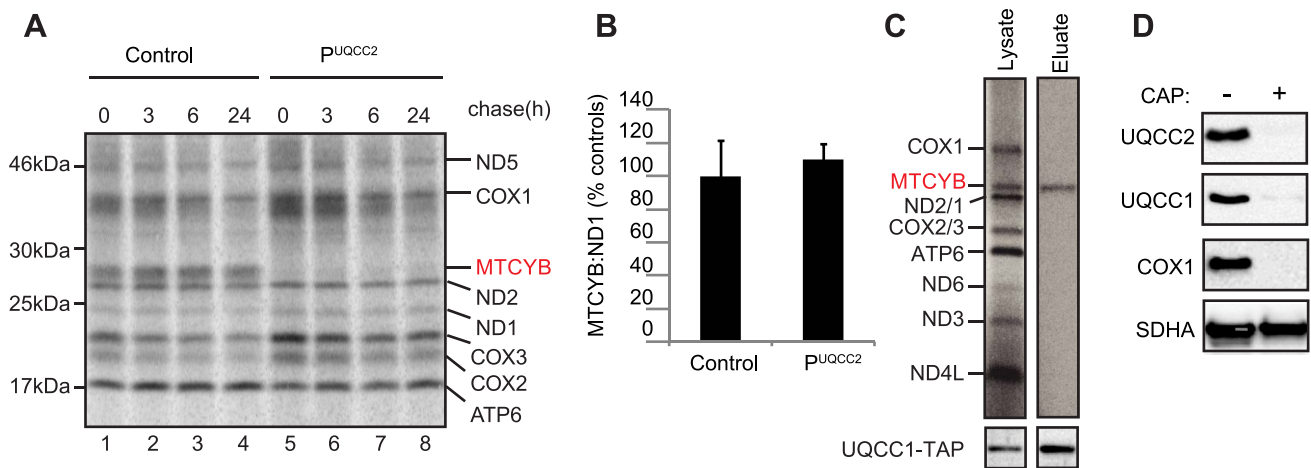 A
Control
P^UQCC2
0 3 6 24 0 3 6 24 chase(h)
46kDa
30kDa
25kDa
17kDa
ND5
COX1
MTCYB
ND2
ND1
COX3
COX2
ATP6
1 2 3 4 5 6 7 8
B
MTCYB:ND1 (% controls)
140
120
100
80
60
40
20
0
Control
P^UQCC2
C
Lysate
Eluate
COX1
MTCYB
ND2/1
COX2/3
ATP6
ND6
ND3
ND4L
UQCC1-TAP
D
CAP: - +
UQCC2
UQCC1
COX1
SDHA